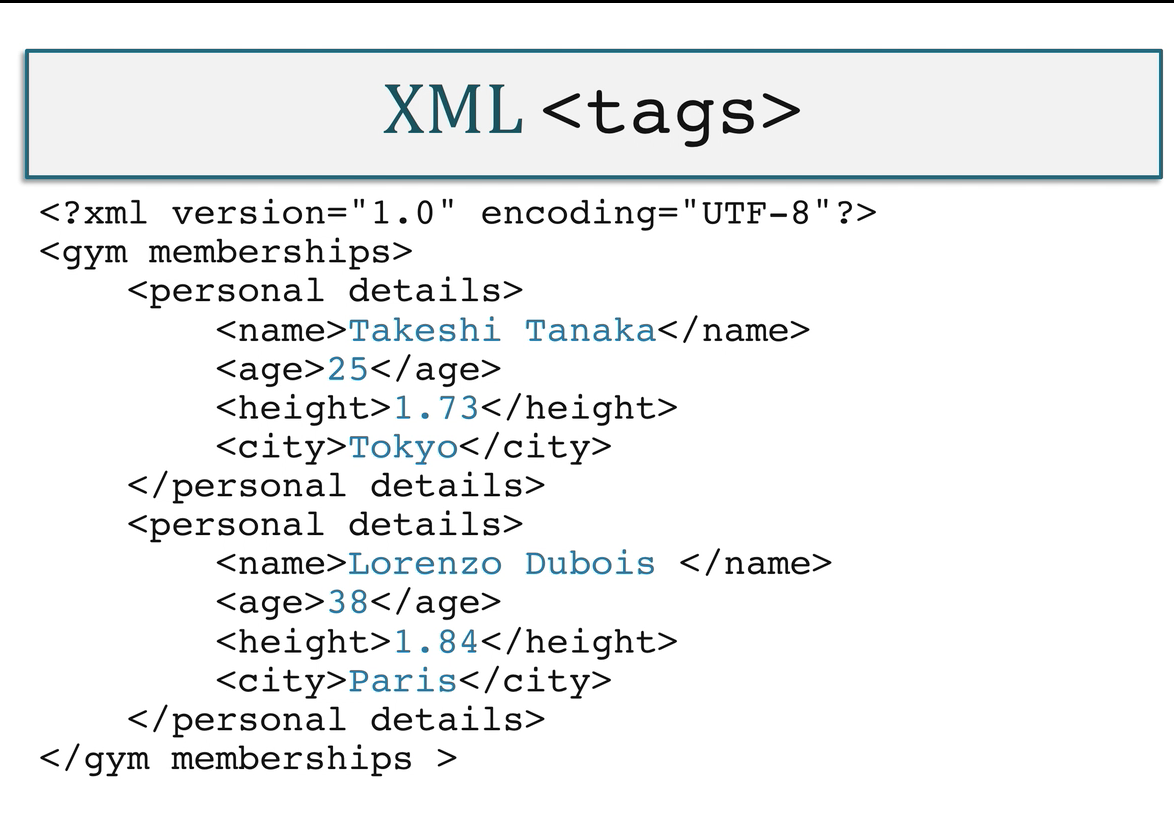 XML <tags>
<?xml version="1.0" encoding="UTF-8"?>
<gym memberships>
    <personal details>
        <name>Takeshi Tanaka</name>
        <age>25</age>
        <height>1.73</height>
        <city>Tokyo</city>
    </personal details>
    <personal details>
        <name>Lorenzo Dubois </name>
        <age>38</age>
        <height>1.84</height>
        <city>Paris</city>
    </personal details>
</gym memberships >